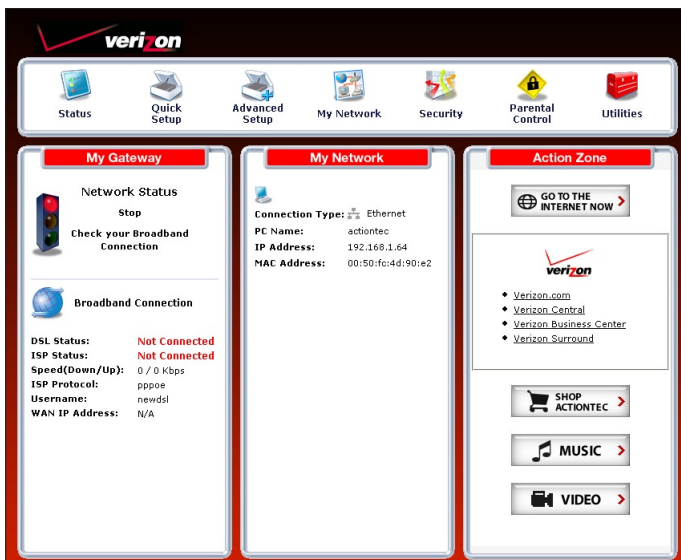 verizon
Status
Quick
Setup
Advanced
Setup
My Network
Security
Parental
Control
Utilities
My Gateway
Network Status
Stop
Check your Broadband
Connection
Broadband Connection
DSL Status: Not Connected
ISP Status: Not Connected
Speed(Down/Up): 0 / 0 Kbps
ISP Protocol: pppoe
Username: newdsl
WAN IP Address: N/A
My Network
Connection Type: Ethernet
PC Name: actiontec
IP Address: 192.168.1.64
MAC Address: 00:50:fc:4d:90:e2
Action Zone
GO TO THE
INTERNET NOW
verizon
Verizon.com
Verizon Central
Verizon Business Center
Verizon Surround
SHOP
ACTIONTEC
MUSIC
VIDEO